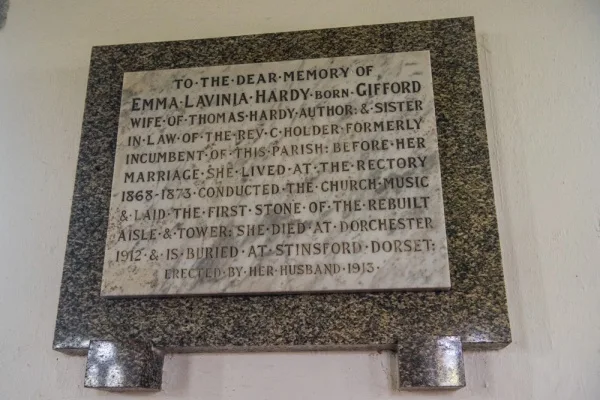 TO·THE·DEAR·MEMORY OF
EMMA·LAVINIA·HARDY·BORN·GIFFORD
WIFE·OF·THOMAS·HARDY·AUTHOR:&·SISTER
IN·LAW·OF·THE·REV·C·HOLDER·FORMERLY
INCUMBENT·OF·THIS·PARISH: BEFORE·HER
MARRIAGE·SHE·LIVED·AT·THE·RECTORY
1868-1873·CONDUCTED·THE·CHURCH·MUSIC
&·LAID·THE·FIRST·STONE·OF·THE·REBUILT
AISLE·&·TOWER: SHE·DIED·AT·DORCHESTER
1912·&·IS·BURIED·AT·STINSFORD·DORSET:
ERECTED·BY·HER·HUSBAND·1913·